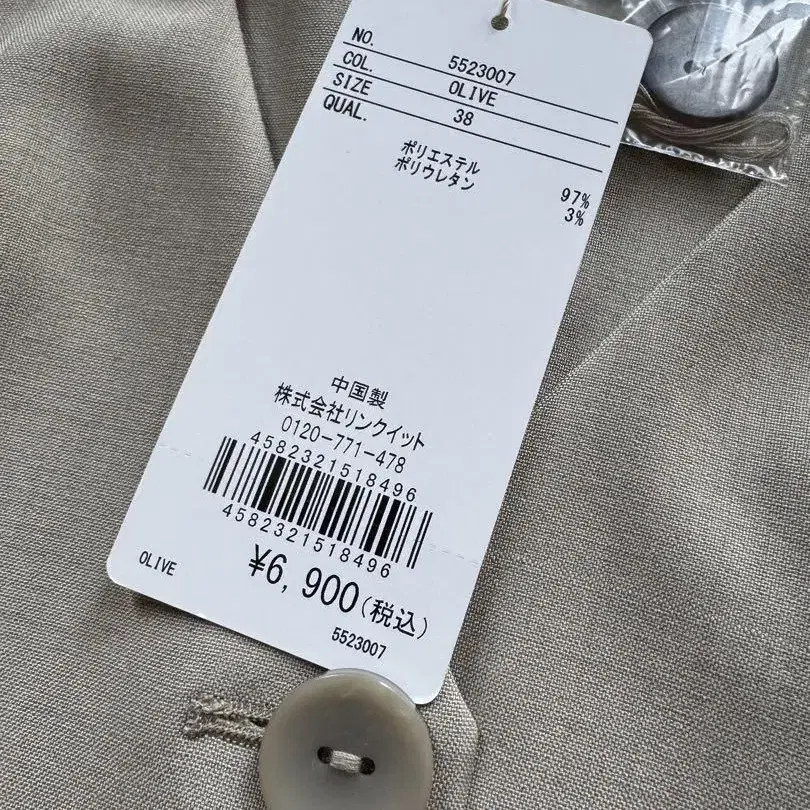 NO. 5523007
COL. OLIVE
SIZE 38
QUAL.
ポリエステル 97%
ポリウレタン 3%
中国製
株式会社リンクイット
0120-771-478
4582321518496
4582321518496
OLIVE ¥6,900(税込)
5523007